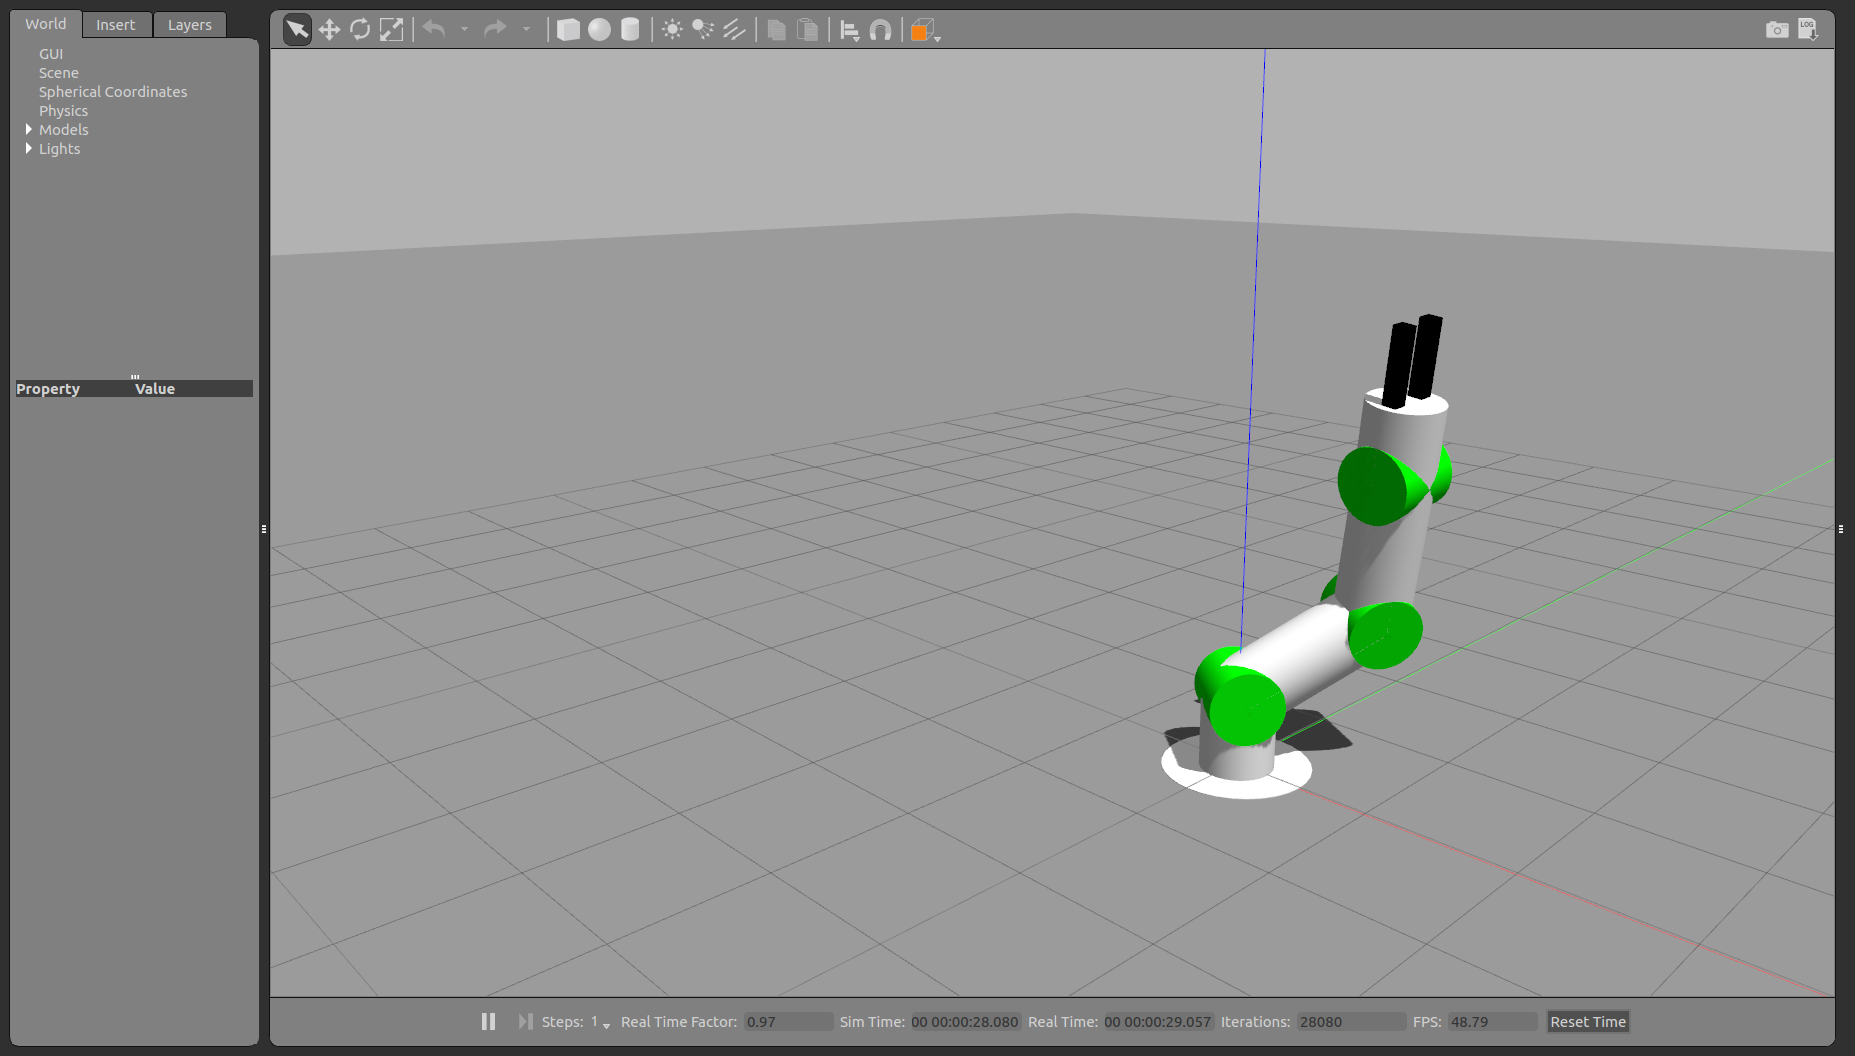 World Insert Layers
GUI
Scene
Spherical Coordinates
Physics
Models
Lights
Property Value
LOG
Steps: 1 Real Time Factor: 0.97 Sim Time: 00 00:00:28.080 Real Time: 00 00:00:29.057 Iterations: 28080 FPS: 48.79 Reset Time